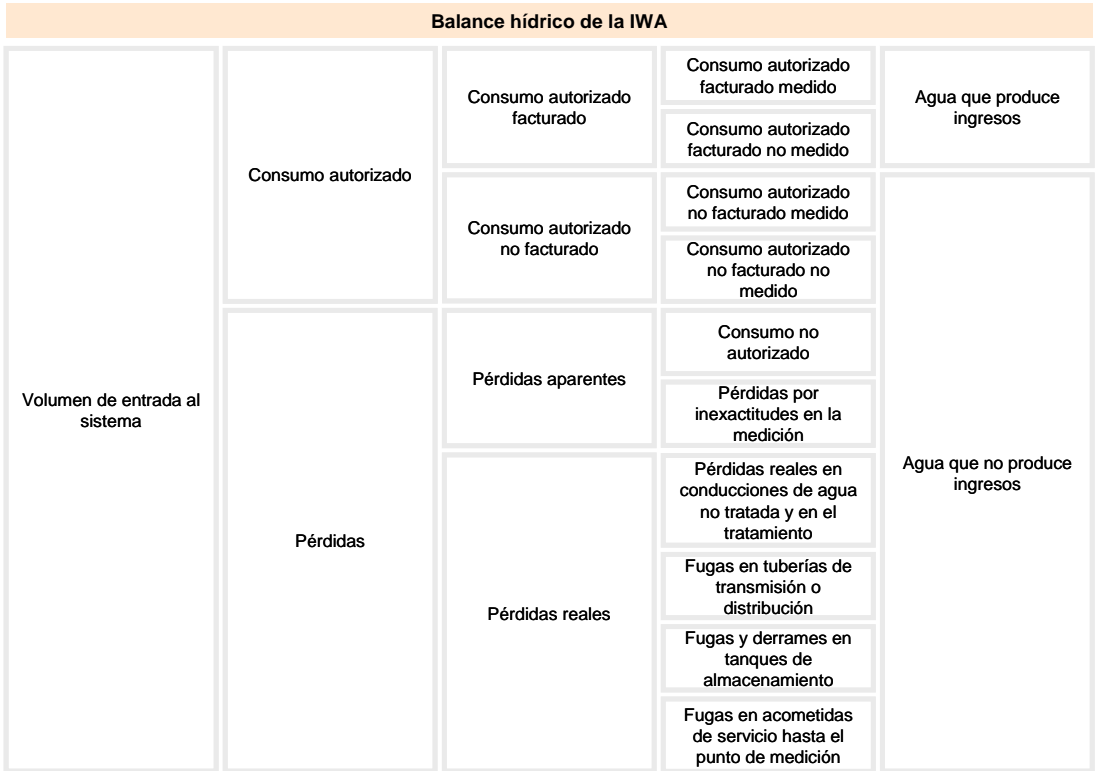 Balance hídrico de la IWA
Volumen de entrada al
sistema
Consumo autorizado
Pérdidas
Consumo autorizado
facturado
Consumo autorizado
no facturado
Pérdidas aparentes
Pérdidas reales
Consumo autorizado
facturado medido
Consumo autorizado
facturado no medido
Consumo autorizado
no facturado medido
Consumo autorizado
no facturado no
medido
Consumo no
autorizado
Pérdidas por
inexactitudes en la
medición
Pérdidas reales en
conducciones de agua
no tratada y en el
tratamiento
Fugas en tuberías de
transmisión o
distribución
Fugas y derrames en
tanques de
almacenamiento
Fugas en acometidas
de servicio hasta el
punto de medición
Agua que produce
ingresos
Agua que no produce
ingresos